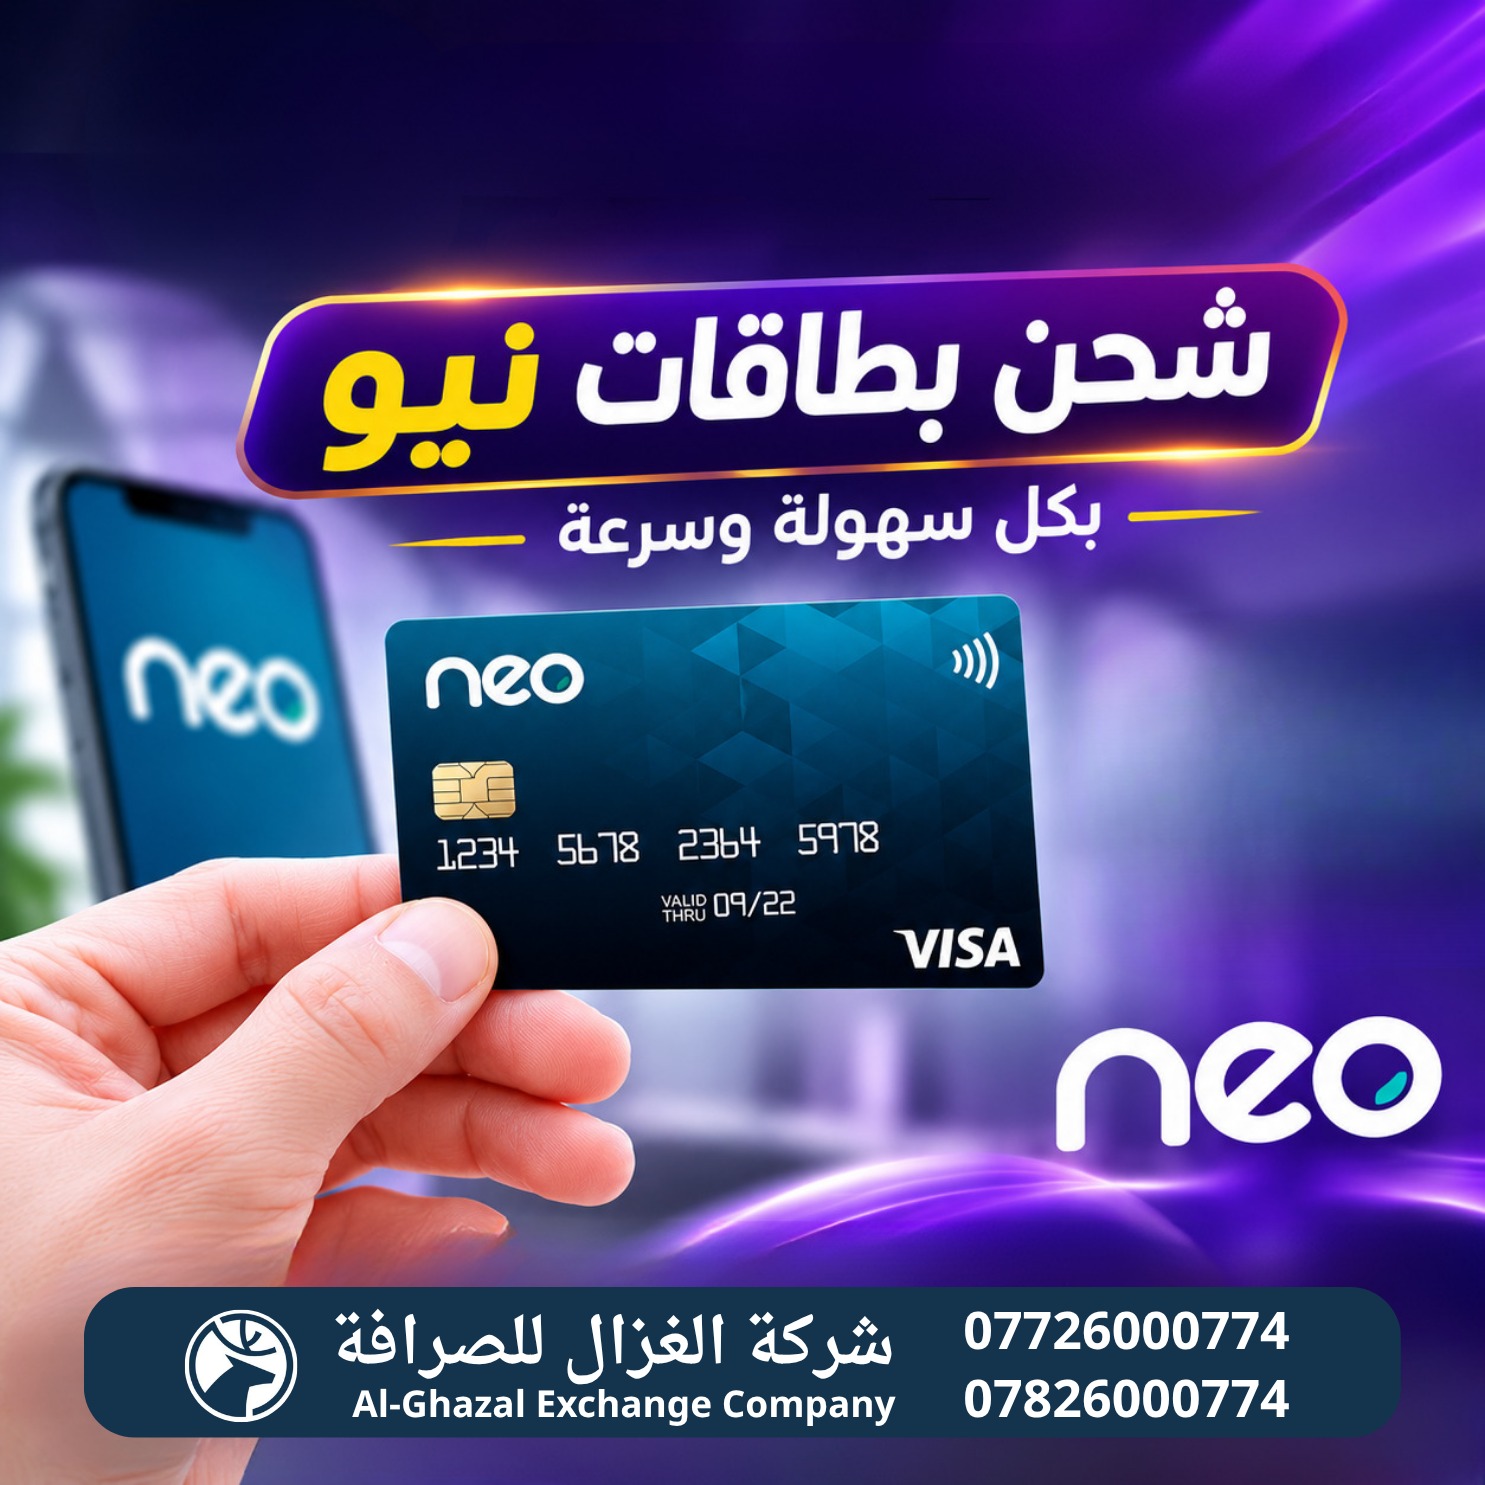 شحن بطاقات نيو
بكل سهولة وسرعة
neo
neo
1234 5678 2364 5978
VALID THRU 09/22
VISA
neo
شركة الغزال للصرافة
Al-Ghazal Exchange Company
07726000774
07826000774